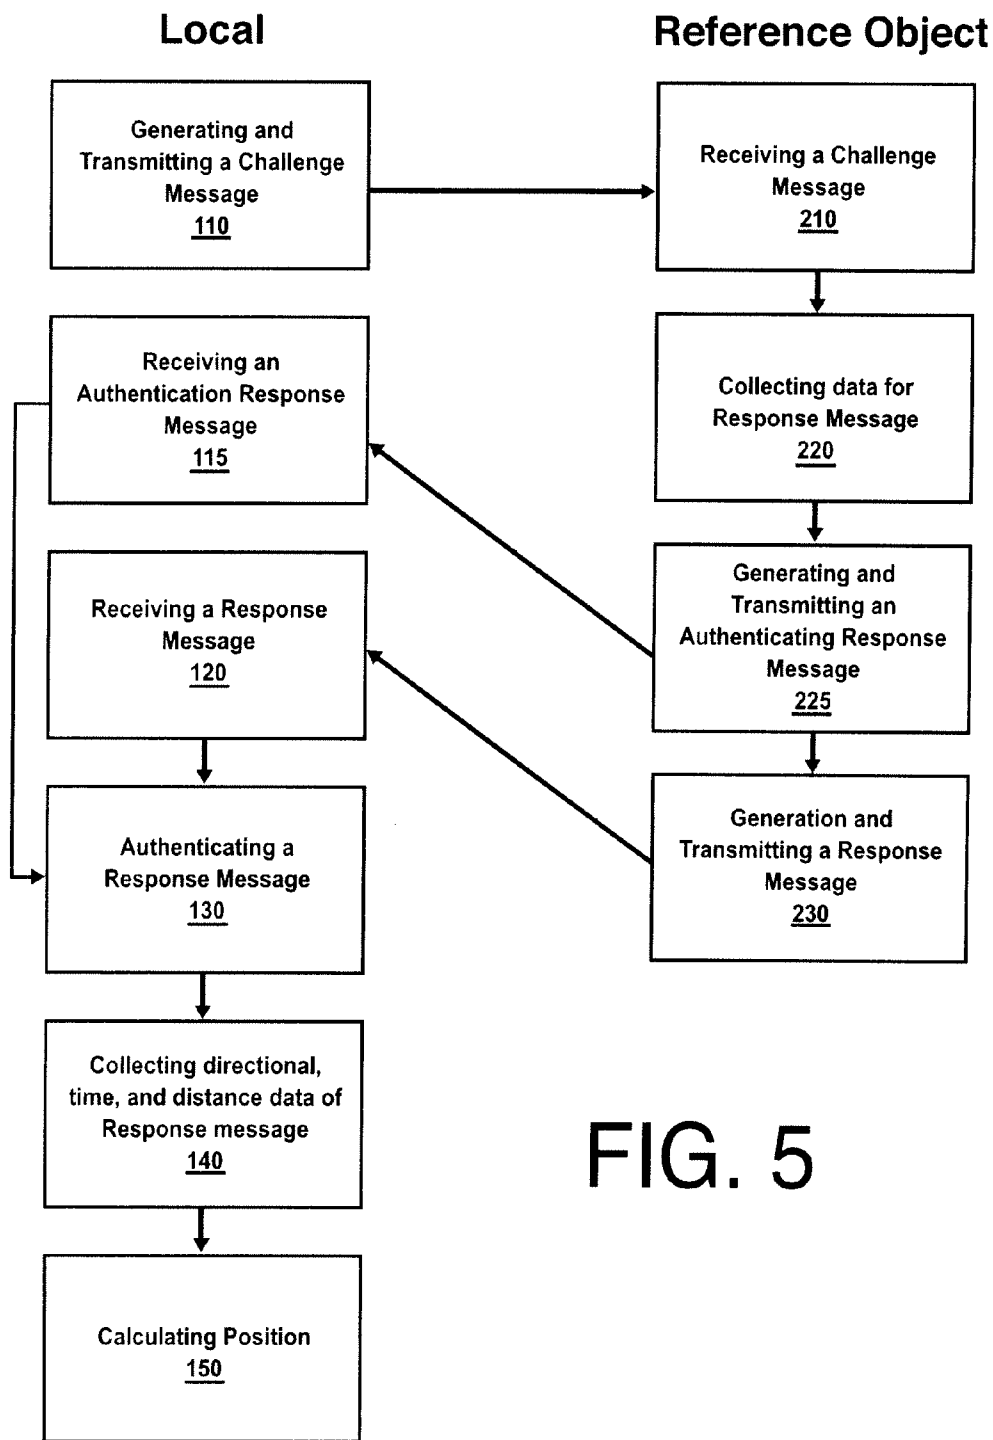 Local
Reference Object
Generating and
Transmitting a Challenge
Message
110
Receiving a Challenge
Message
210
Receiving an
Authentication Response
Message
115
Collecting data for
Response Message
220
Receiving a Response
Message
120
Generating and
Transmitting an
Authenticating Response
Message
225
Authenticating a
Response Message
130
Generation and
Transmitting a Response
Message
230
Collecting directional,
time, and distance data of
Response message
140
Calculating Position
150
FIG. 5